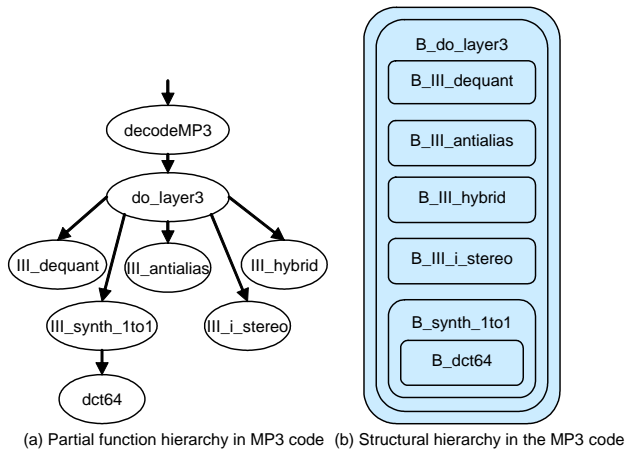 decodeMP3
do_layer3
III_dequant
III_antialias
III_hybrid
III_synth_1to1
III_i_stereo
dct64
(a) Partial function hierarchy in MP3 code
B_do_layer3
B_III_dequant
B_III_antialias
B_III_hybrid
B_III_i_stereo
B_synth_1to1
B_dct64
(b) Structural hierarchy in the MP3 code